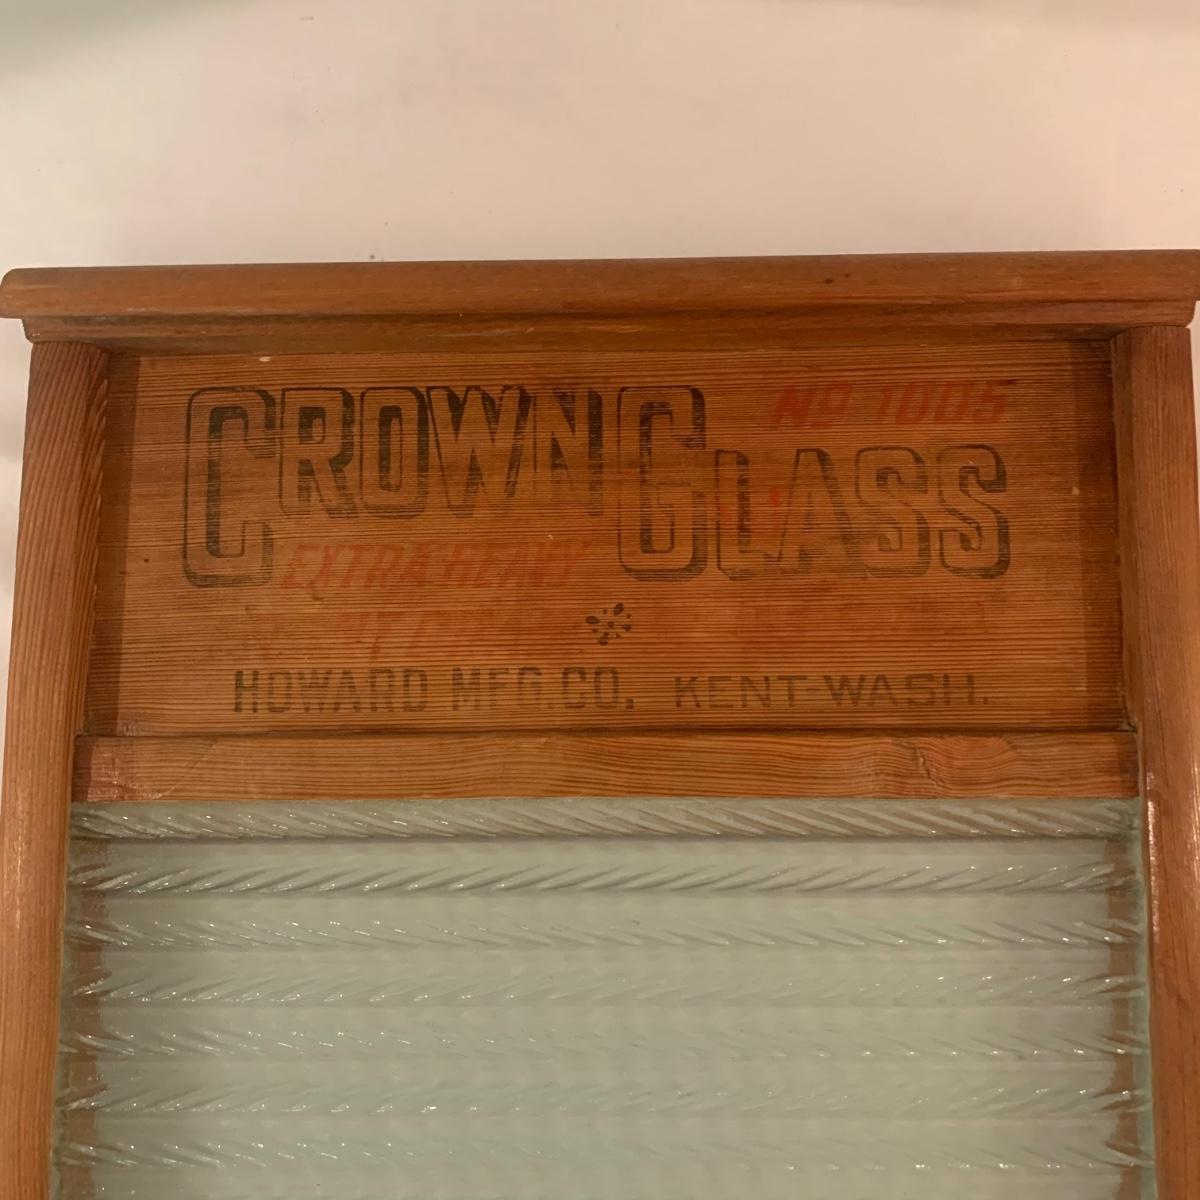 No 1005
CROWN GLASS
EXTRA HEAVY
HOWARD MFG. CO. KENT-WASH.